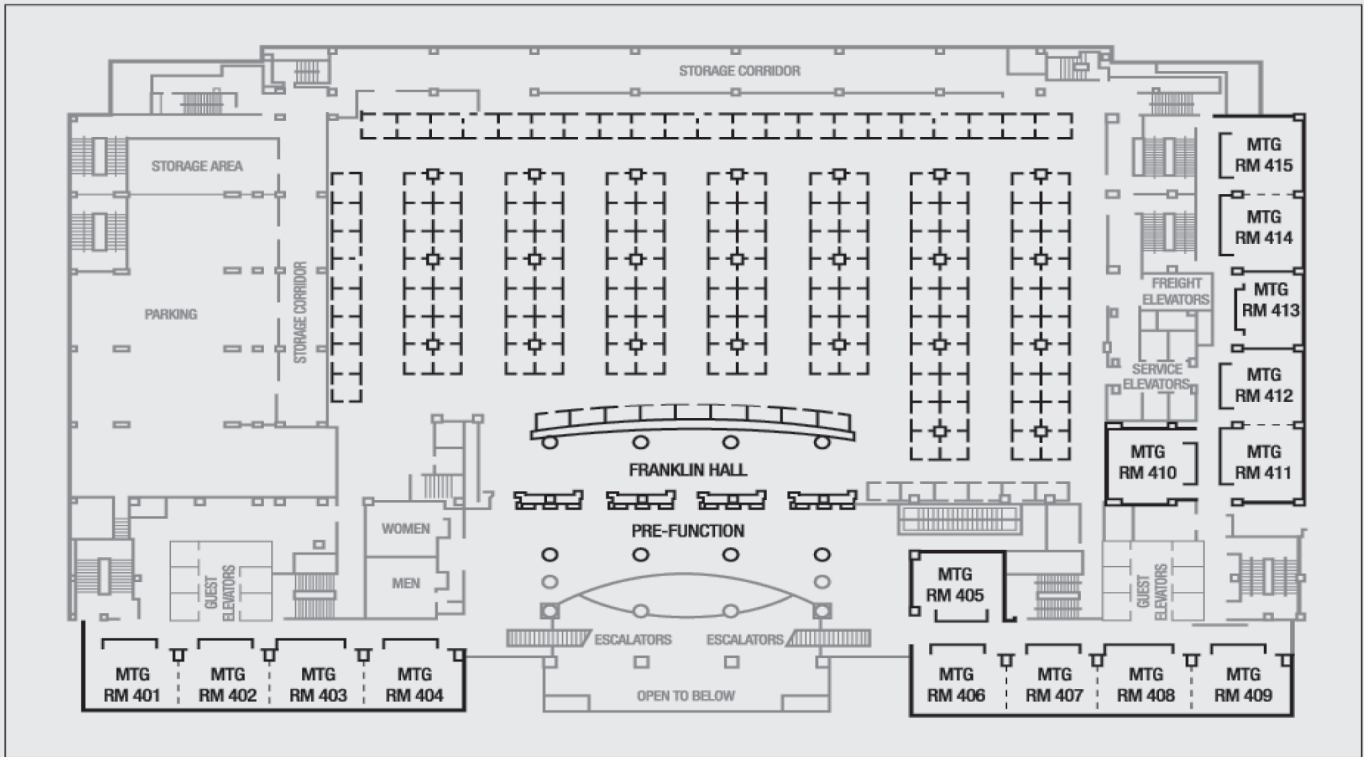 STORAGE CORRIDOR
STORAGE AREA
MTG
RM 415
MTG
RM 414
PARKING
STORAGE CORRIDOR
FREIGHT
ELEVATORS
MTG
RM 413
SERVICE
ELEVATORS
MTG
RM 412
FRANKLIN HALL
MTG
RM 410
MTG
RM 411
WOMEN
PRE-FUNCTION
MEN
GUEST
ELEVATORS
MTG
RM 405
GUEST
ELEVATORS
ESCALATORS
ESCALATORS
MTG
RM 401
MTG
RM 402
MTG
RM 403
MTG
RM 404
OPEN TO BELOW
MTG
RM 406
MTG
RM 407
MTG
RM 408
MTG
RM 409